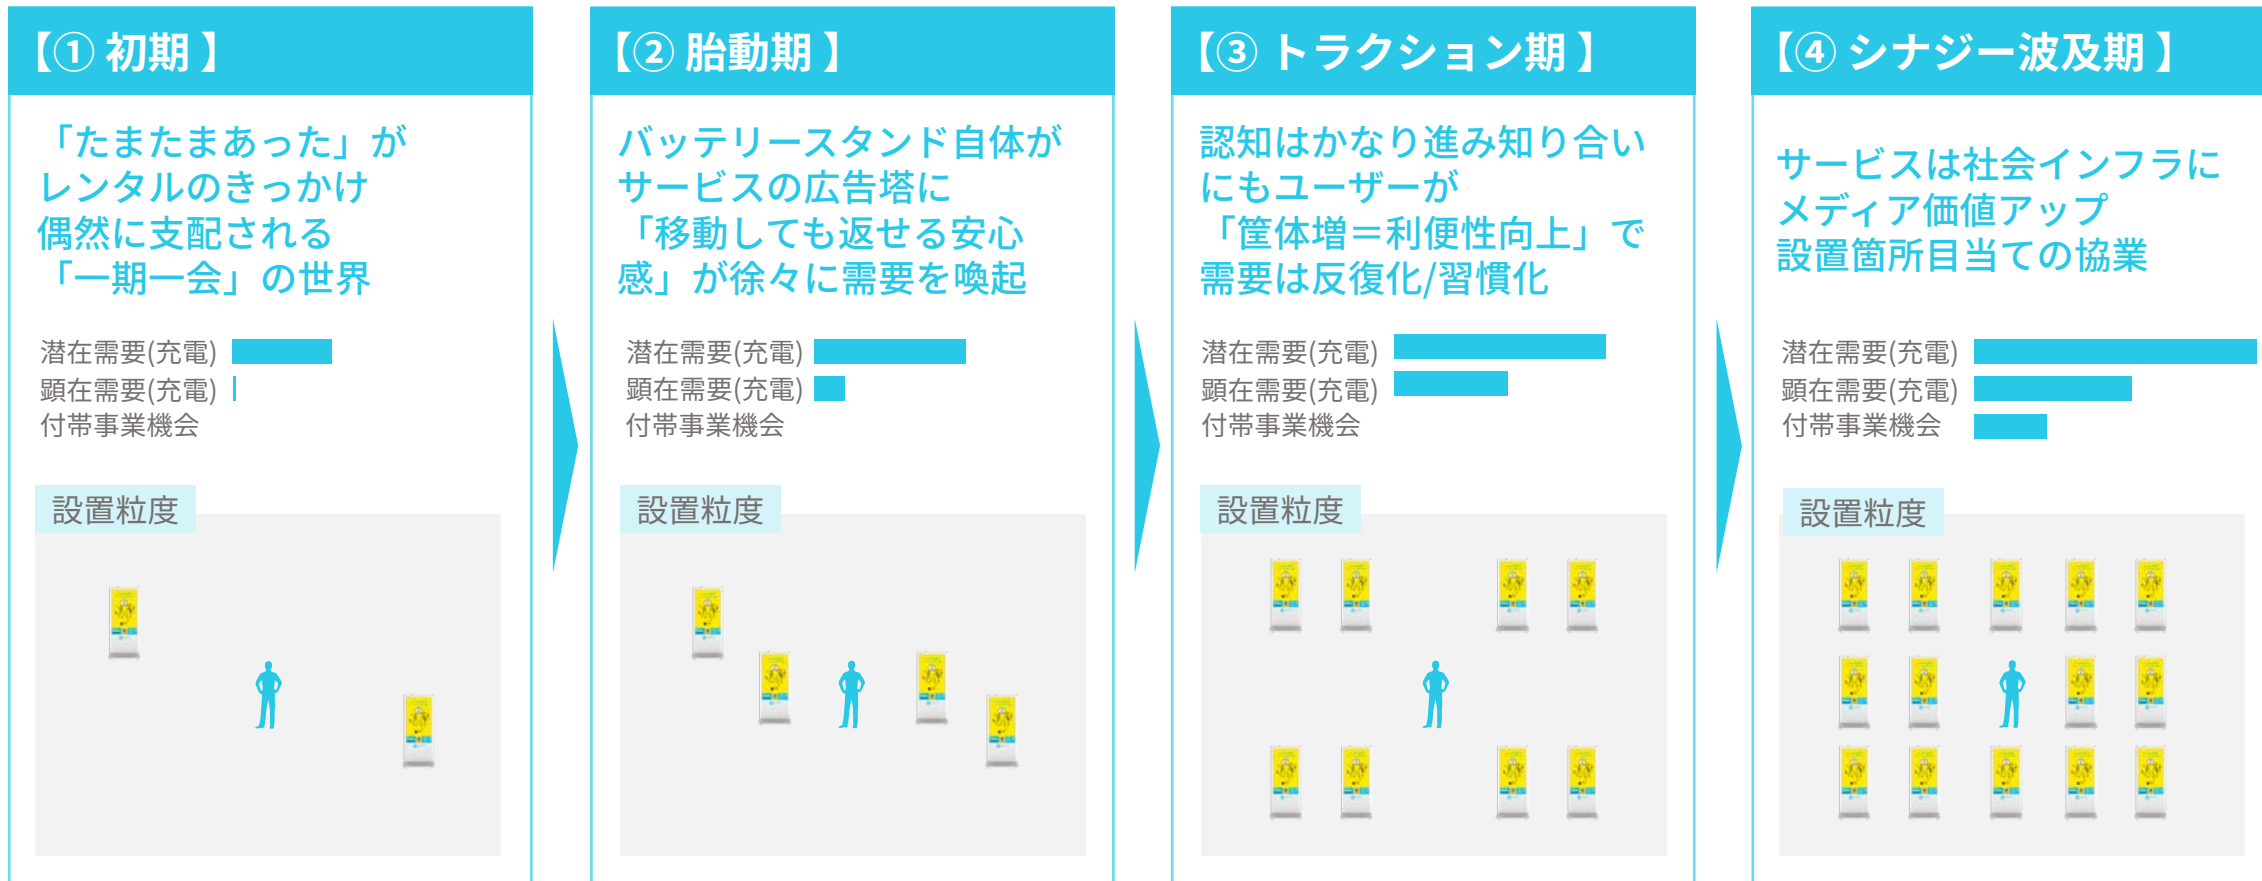 【① 初期 】
「たまたまあった」が
レンタルのきっかけ
偶然に支配される
「一期一会」の世界
潜在需要(充電)
顕在需要(充電)
付帯事業機会
設置粒度
【② 胎動期 】
バッテリースタンド自体が
サービスの広告塔に
「移動しても返せる安心
感」が徐々に需要を喚起
潜在需要(充電)
顕在需要(充電)
付帯事業機会
設置粒度
【③ トラクション期 】
認知はかなり進み知り合い
にもユーザーが
「筐体増＝利便性向上」で
需要は反復化/習慣化
潜在需要(充電)
顕在需要(充電)
付帯事業機会
設置粒度
【④ シナジー波及期 】
サービスは社会インフラに
メディア価値アップ
設置箇所目当ての協業
潜在需要(充電)
顕在需要(充電)
付帯事業機会
設置粒度